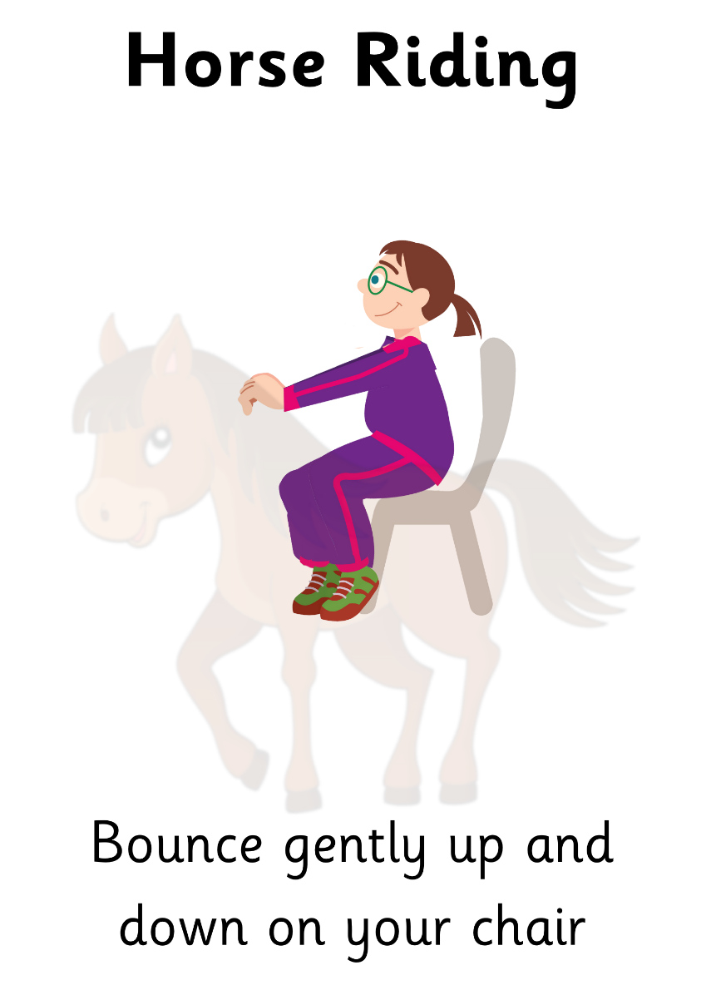 Horse Riding
Bounce gently up and
down on your chair